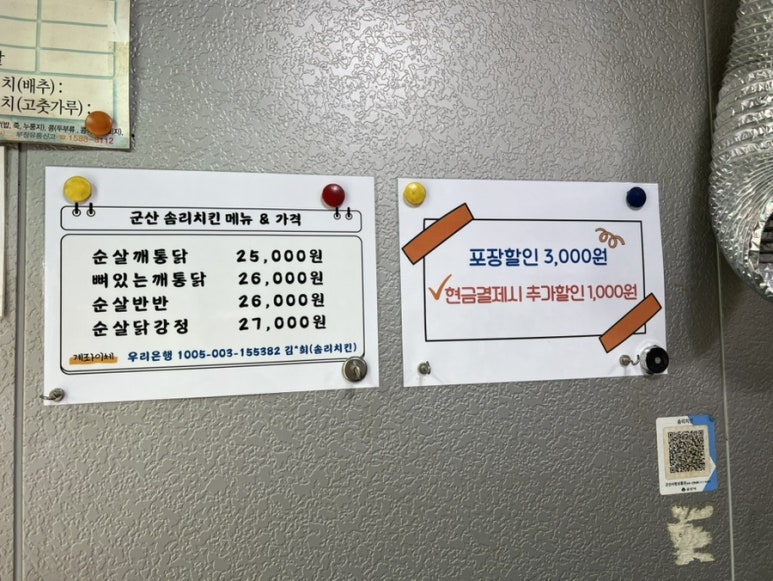 치(배추) :
치(고춧가루) :
군산 솜리치킨 메뉴 & 가격
순살깨통닭 25,000원
뼈있는깨통닭 26,000원
순살반반 26,000원
순살닭강정 27,000원
계좌이체 우리은행 1005-003-155382 김*희(솜리치킨)
포장할인 3,000원
현금결제시 추가할인 1,000원
솜리치킨